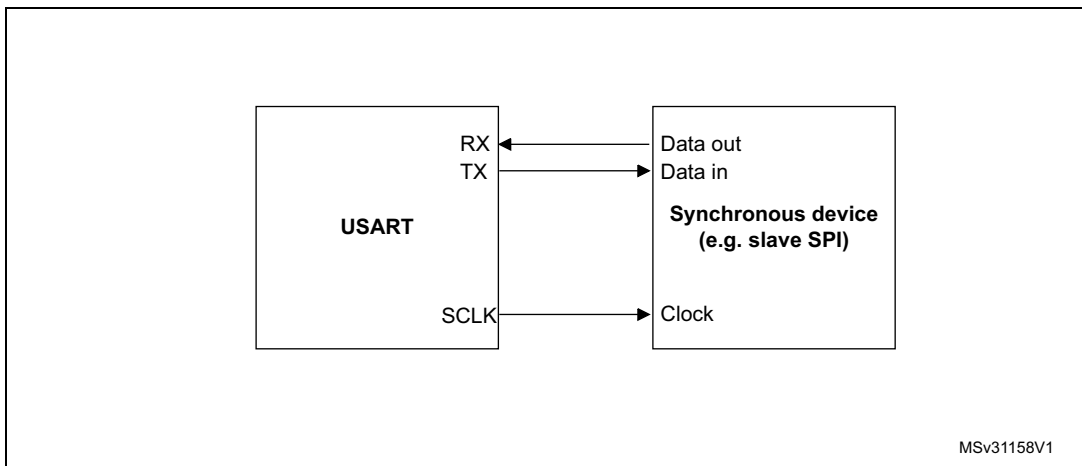 RX
TX
USART
SCLK
Data out
Data in
Synchronous device
(e.g. slave SPI)
Clock
MSv31158V1